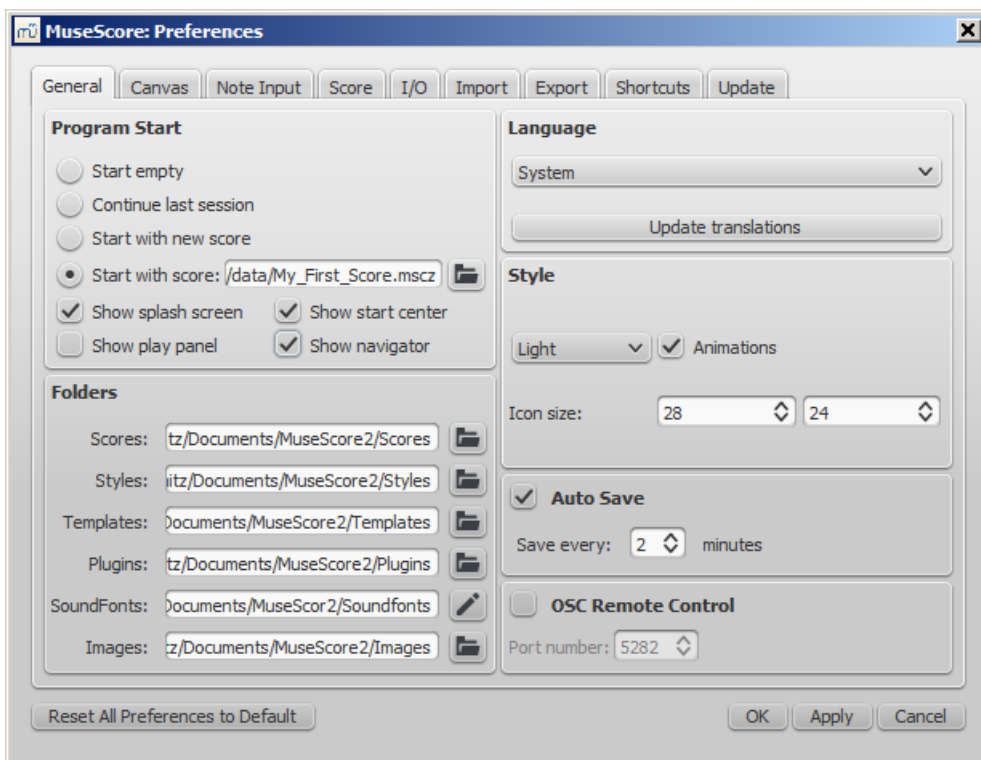 MuseScore: Preferences
General Canvas Note Input Score I/O Import Export Shortcuts Update
Program Start
Start empty
Continue last session
Start with new score
Start with score: /data/My_First_Score.mscz
Show splash screen Show start center
Show play panel Show navigator
Folders
Scores: tz/Documents/MuseScore2/Scores
Styles: itz/Documents/MuseScore2/Styles
Templates: Documents/MuseScore2/Templates
Plugins: tz/Documents/MuseScore2/Plugins
SoundFonts: Documents/MuseScor2/Soundfonts
Images: tz/Documents/MuseScore2/Images
Language
System
Update translations
Style
Light Animations
Icon size: 28 24
Auto Save
Save every: 2 minutes
OSC Remote Control
Port number: 5282
Reset All Preferences to Default OK Apply Cancel